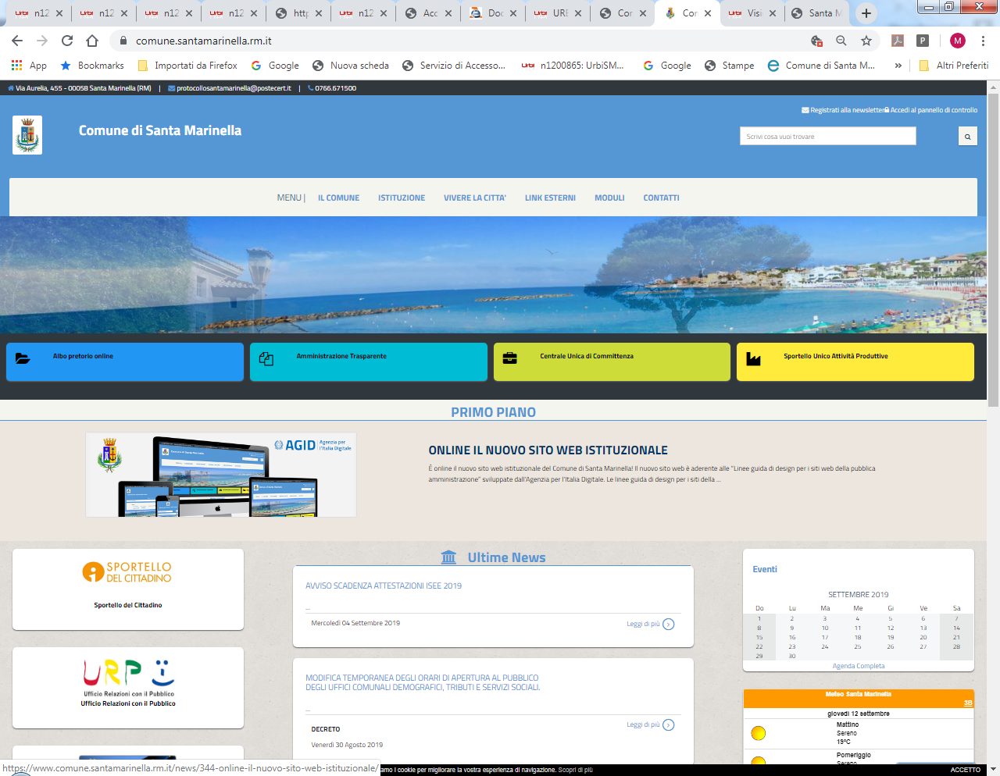 n12
n12
n12
n12
http
n12
Acc
Doc
URE
Cor
Cor
Visi
Santa M
comune.santamarinella.rm.it
M
App
Bookmarks
Importati da Firefox
Google
Nuova scheda
Servizio di Accesso...
n1200865: UrbiSM...
Google
Stampe
Comune di Santa M...
»
Altri Preferiti
Via Aurelia, 455 - 00058 Santa Marinella (RM) | protocollosantamarinella@postecert.it | 0766.671500
Registrati alla newsletter Accedi al pannello di controllo
Comune di Santa Marinella
Scrivi cosa vuoi trovare
MENU | IL COMUNE ISTITUZIONE VIVERE LA CITTA' LINK ESTERNI MODULI CONTATTI
Albo pretorio online
Amministrazione Trasparente
Centrale Unica di Committenza
Sportello Unico Attività Produttive
PRIMO PIANO
AGID Agenzia per l'Italia Digitale
ONLINE IL NUOVO SITO WEB ISTITUZIONALE
È online il nuovo sito web istituzionale del Comune di Santa Marinella! Il nuovo sito web è aderente alle "Linee guida di design per i siti web della pubblica
amministrazione" sviluppate dall'Agenzia per l'Italia Digitale. Le linee guida di design per i siti della ...
SPORTELLO
DEL CITTADINO
Sportello del Cittadino
URP
Ufficio Relazioni con il Pubblico
Ufficio Relazioni con il Pubblico
Ultime News
AVVISO SCADENZA ATTESTAZIONI ISEE 2019
...
Mercoledì 04 Settembre 2019
Leggi di più
MODIFICA TEMPORANEA DEGLI ORARI DI APERTURA AL PUBBLICO
DEGLI UFFICI COMUNALI DEMOGRAFICI, TRIBUTI E SERVIZI SOCIALI.
...
DECRETO
Leggi di più
Venerdì 30 Agosto 2019
Eventi
SETTEMBRE 2019
Do Lu Ma Me Gi Ve Sa
1 2 3 4 5 6 7
8 9 10 11 12 13 14
15 16 17 18 19 20 21
22 23 24 25 26 27 28
29 30
Agenda Completa
Meteo Santa Marinella
3B
giovedì 12 settembre
Mattino
Sereno
19°C
Pomeriggio
Sereno
https://www.comune.santamarinella.rm.it/news/344-online-il-nuovo-sito-web-istituzionale/
amo i cookie per migliorare la vostra esperienza di navigazione. Scopri di più
ACCETTO